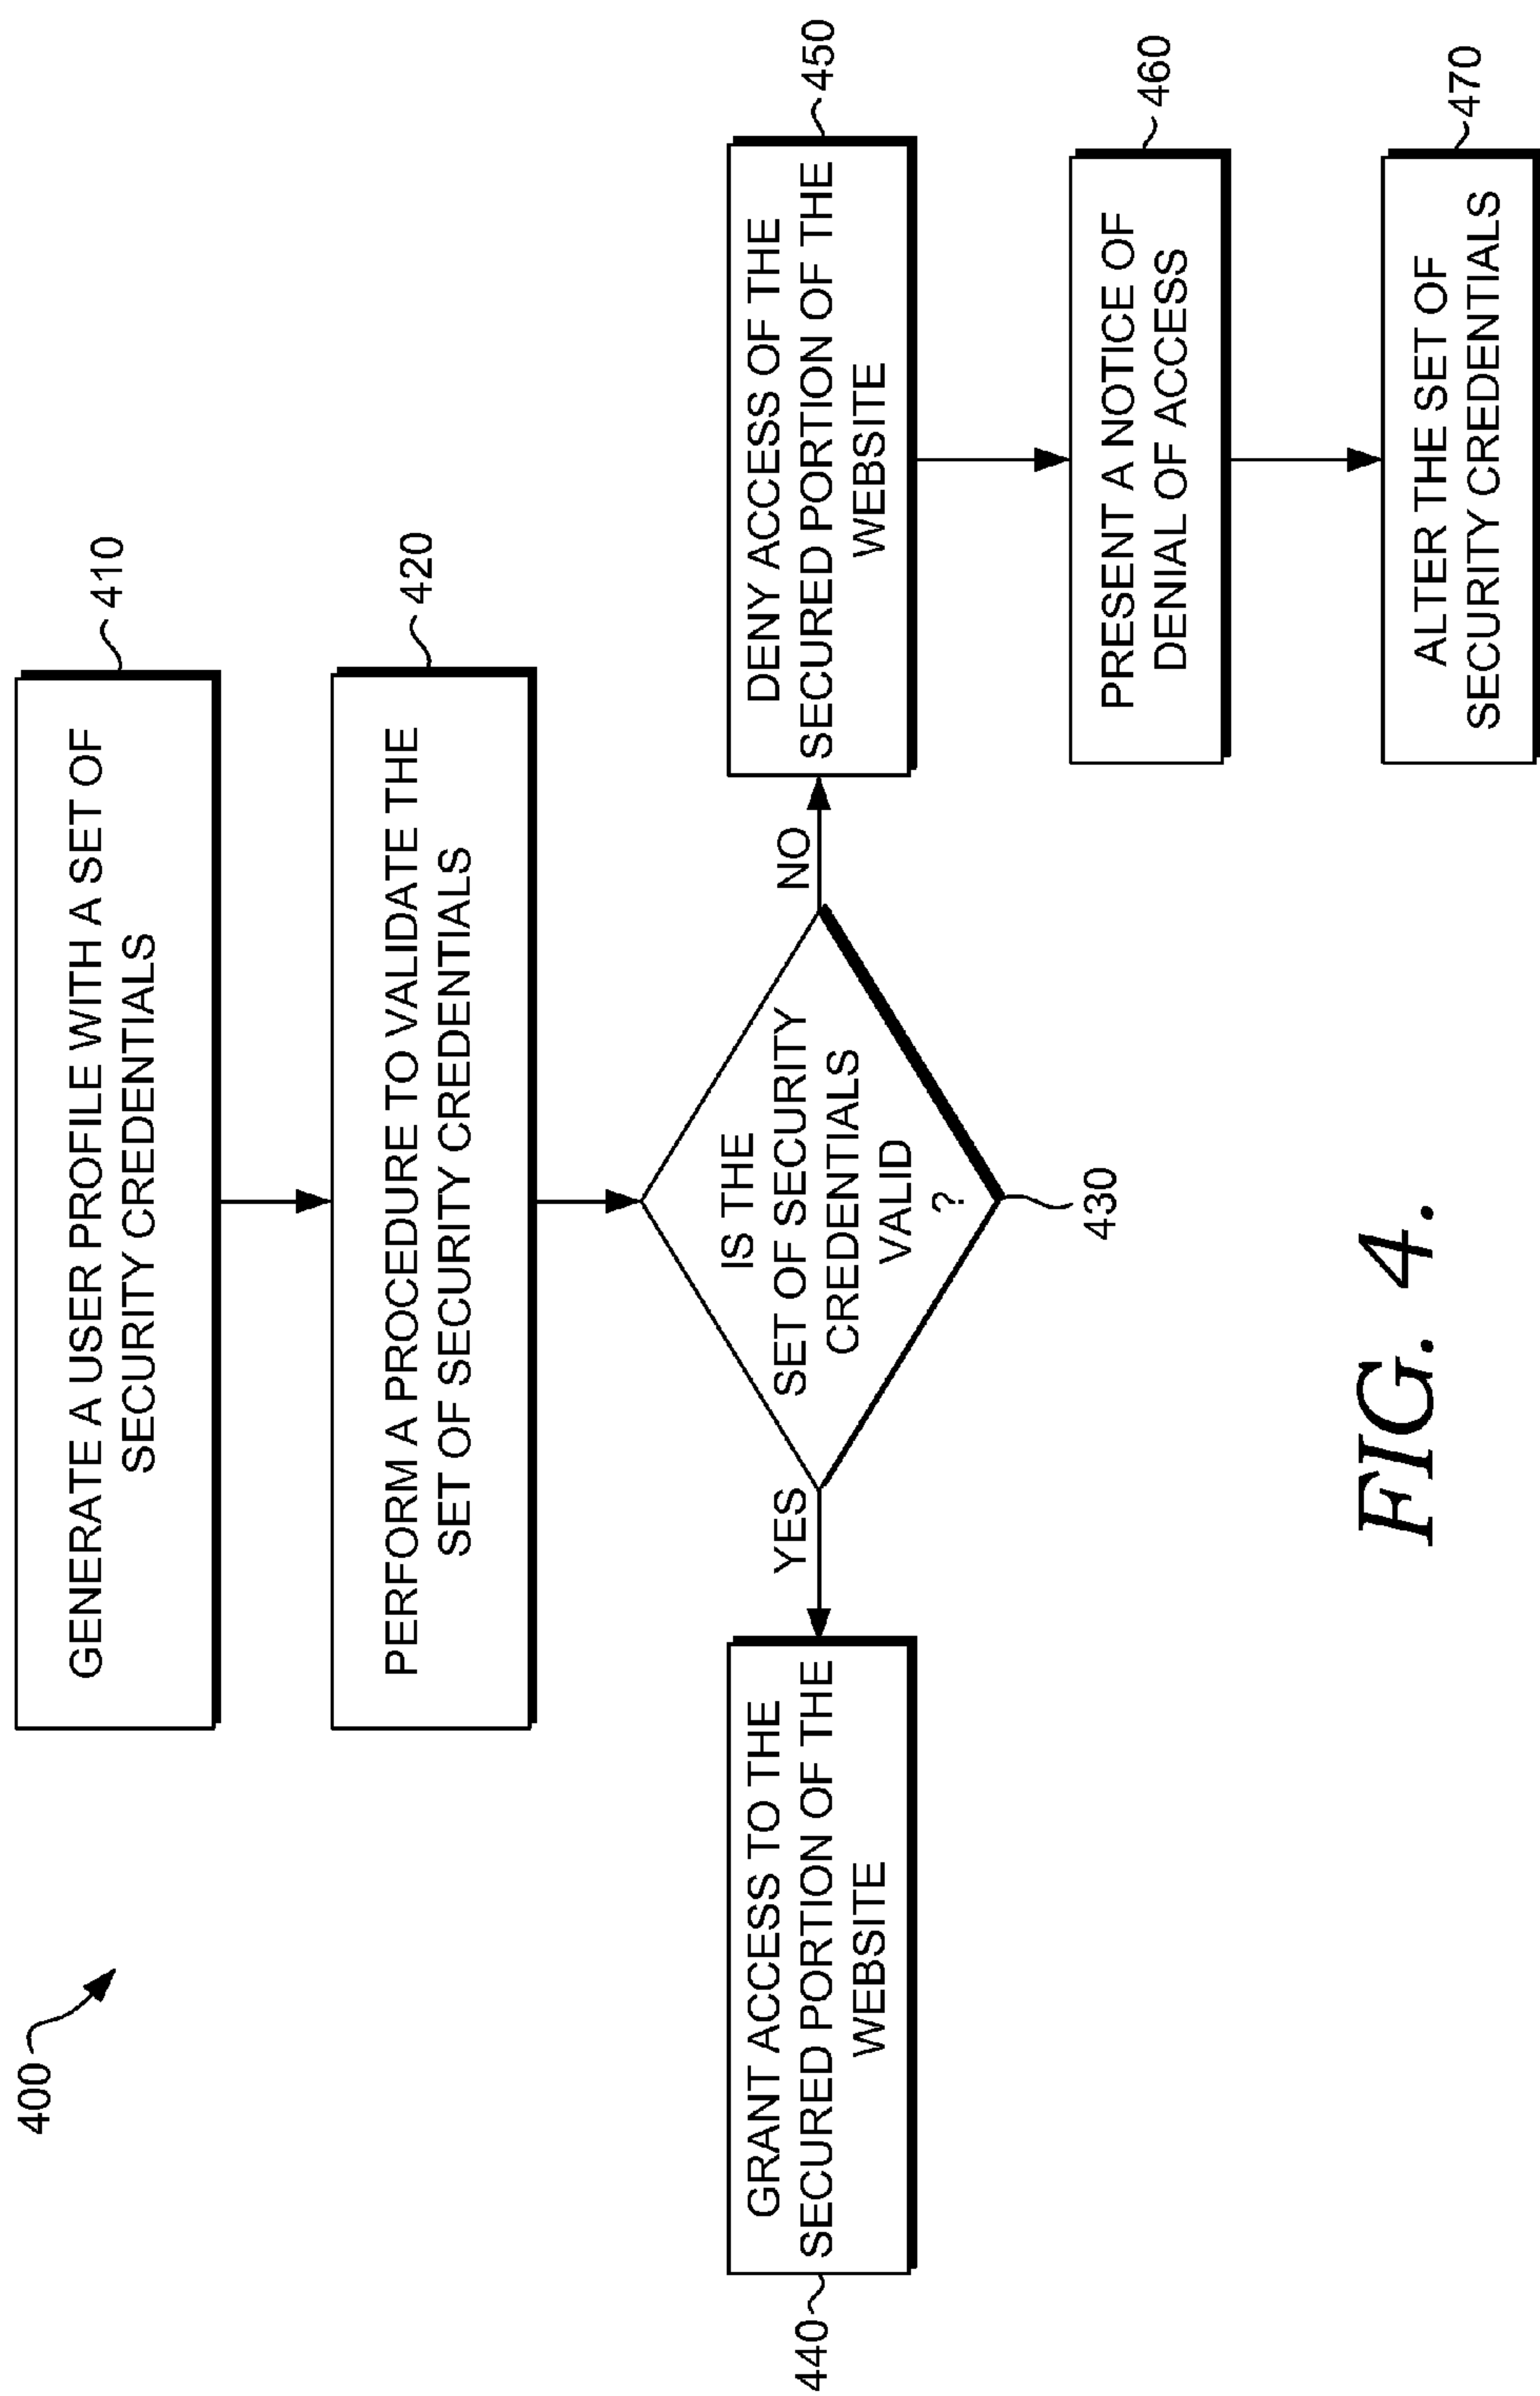 400
GENERATE A USER PROFILE WITH A SET OF
SECURITY CREDENTIALS
410
PERFORM A PROCEDURE TO VALIDATE THE
SET OF SECURITY CREDENTIALS
420
IS THE
SET OF SECURITY
CREDENTIALS
VALID
?
430
YES
NO
GRANT ACCESS TO THE
SECURED PORTION OF THE
WEBSITE
440
DENY ACCESS OF THE
SECURED PORTION OF THE
WEBSITE
450
PRESENT A NOTICE OF
DENIAL OF ACCESS
460
ALTER THE SET OF
SECURITY CREDENTIALS
470
FIG. 4.